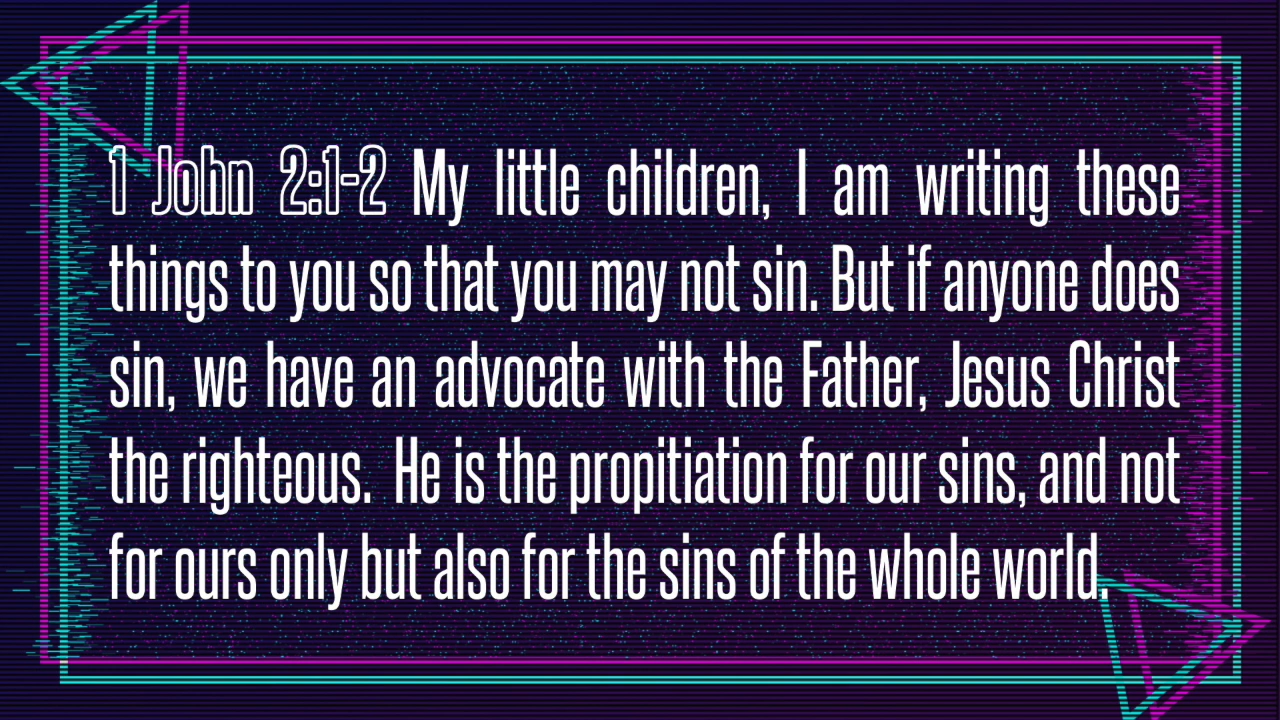 1 John 2:1-2 My little children, I am writing these
things to you so that you may not sin. But if anyone does
sin, we have an advocate with the Father, Jesus Christ
the righteous.  He is the propitiation for our sins, and not
for ours only but also for the sins of the whole world.